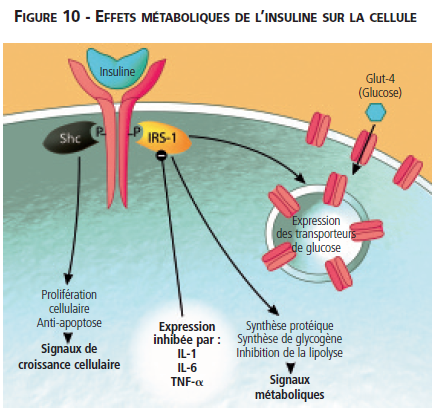 FIGURE 10 - EFFETS MÉTABOLIQUES DE L'INSULINE SUR LA CELLULE
Insuline
Glut-4
(Glucose)
Shc
P
P
IRS-1
Expression
des transporteurs
de glucose
Prolifération
cellulaire
Anti-apoptose
Signaux de
croissance cellulaire
Expression
inhibée par :
IL-1
IL-6
TNF-α
Synthèse protéique
Synthèse de glycogène
Inhibition de la lipolyse
Signaux
métaboliques